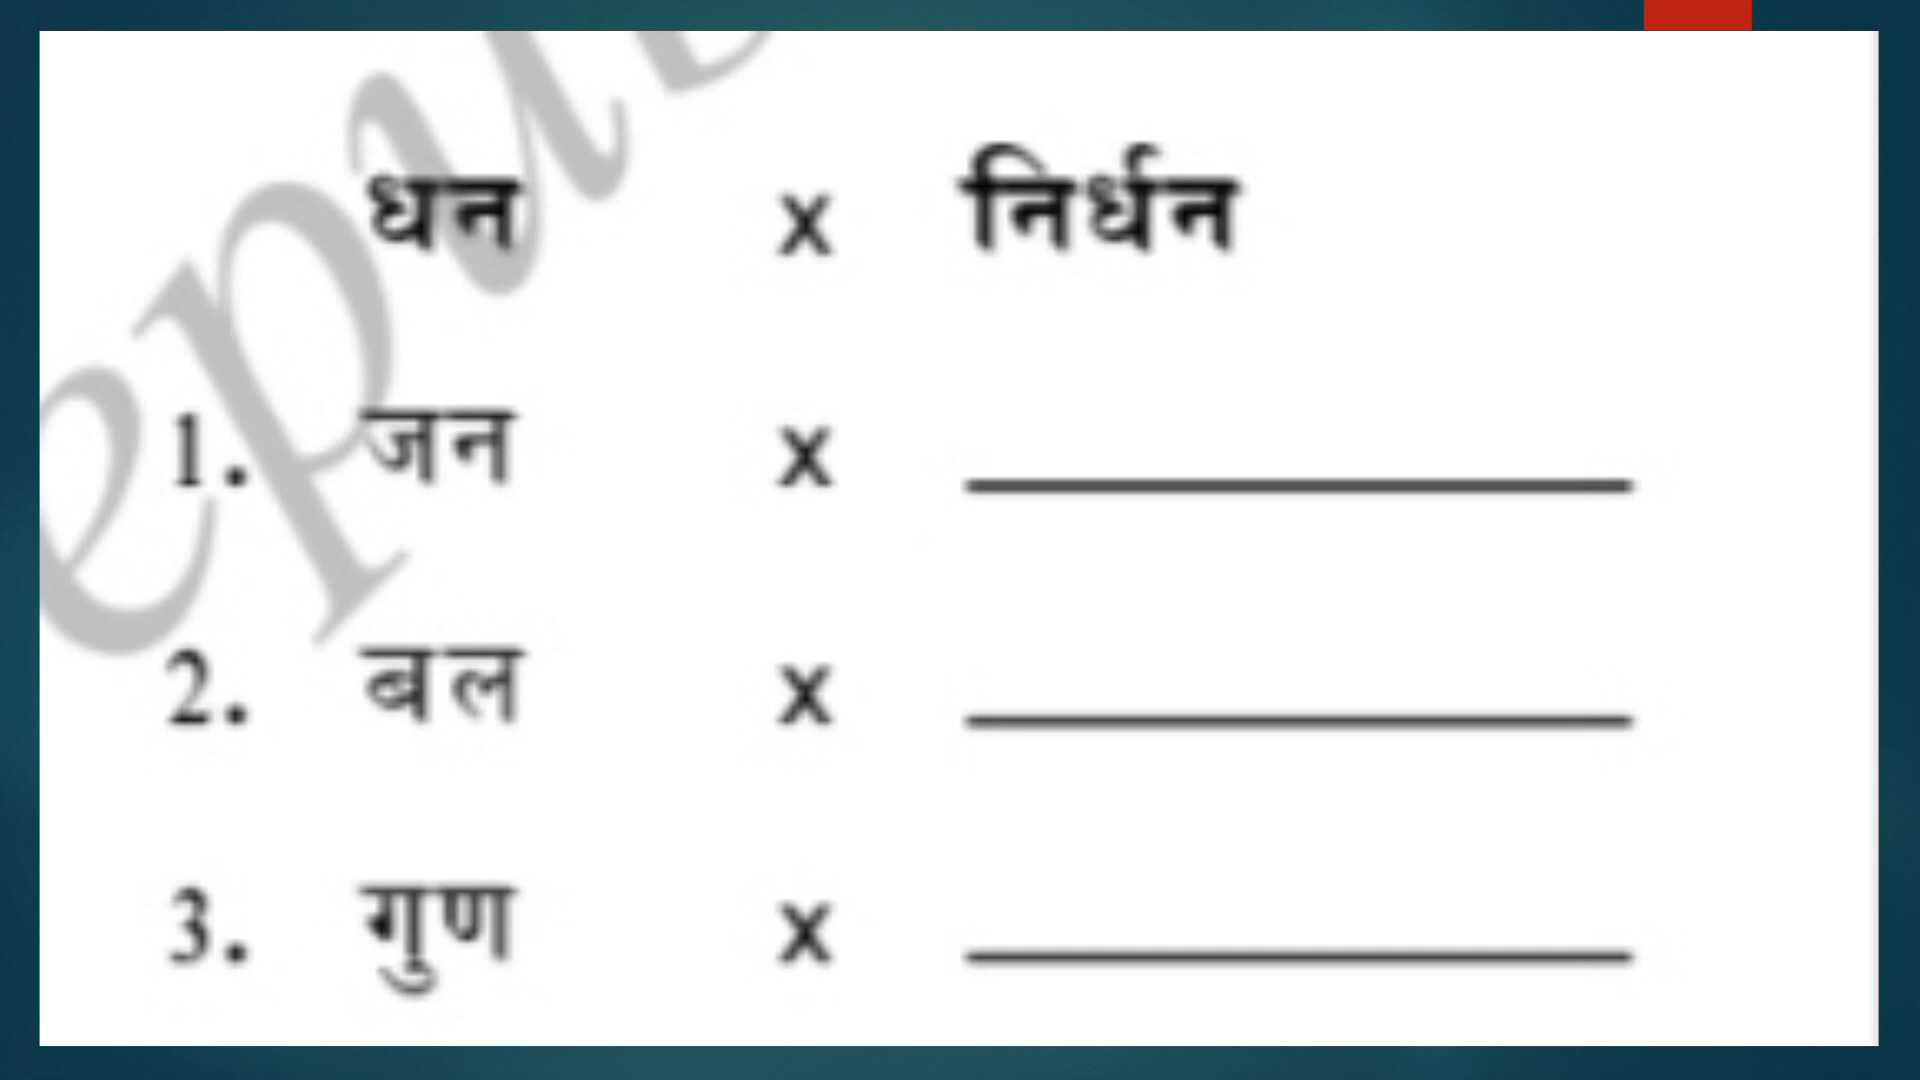 धन x निर्धन
1. जन x
2. बल x
3. गुण x